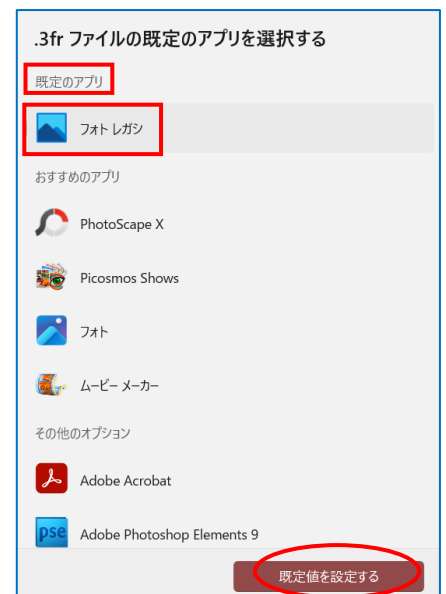 .3fr ファイルの既定のアプリを選択する
既定のアプリ
フォト レガシ
おすすめのアプリ
PhotoScape X
Picosmos Shows
フォト
ムービー メーカー
その他のオプション
Adobe Acrobat
pse
Adobe Photoshop Elements 9
既定値を設定する